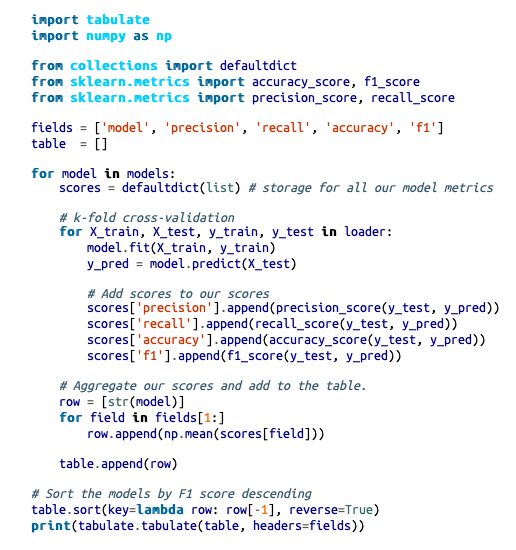 import tabulate
import numpy as np

from collections import defaultdict
from sklearn.metrics import accuracy_score, f1_score
from sklearn.metrics import precision_score, recall_score

fields = ['model', 'precision', 'recall', 'accuracy', 'f1']
table  = []

for model in models:
    scores = defaultdict(list) # storage for all our model metrics

    # k-fold cross-validation
    for X_train, X_test, y_train, y_test in loader:
        model.fit(X_train, y_train)
        y_pred = model.predict(X_test)

        # Add scores to our scores
        scores['precision'].append(precision_score(y_test, y_pred))
        scores['recall'].append(recall_score(y_test, y_pred))
        scores['accuracy'].append(accuracy_score(y_test, y_pred))
        scores['f1'].append(f1_score(y_test, y_pred))

    # Aggregate our scores and add to the table.
    row = [str(model)]
    for field in fields[1:]
        row.append(np.mean(scores[field]))

    table.append(row)

# Sort the models by F1 score descending
table.sort(key=lambda row: row[-1], reverse=True)
print(tabulate.tabulate(table, headers=fields))